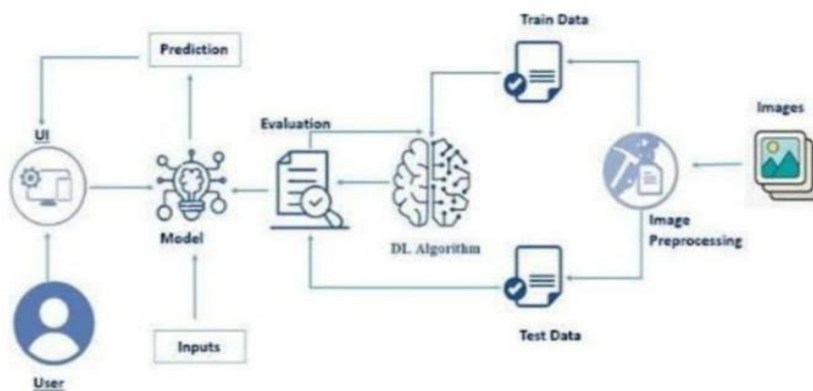 Train Data
Prediction
Images
Evaluation
UI
Model
DL Algorithm
Image
Preprocessing
Inputs
Test Data
User